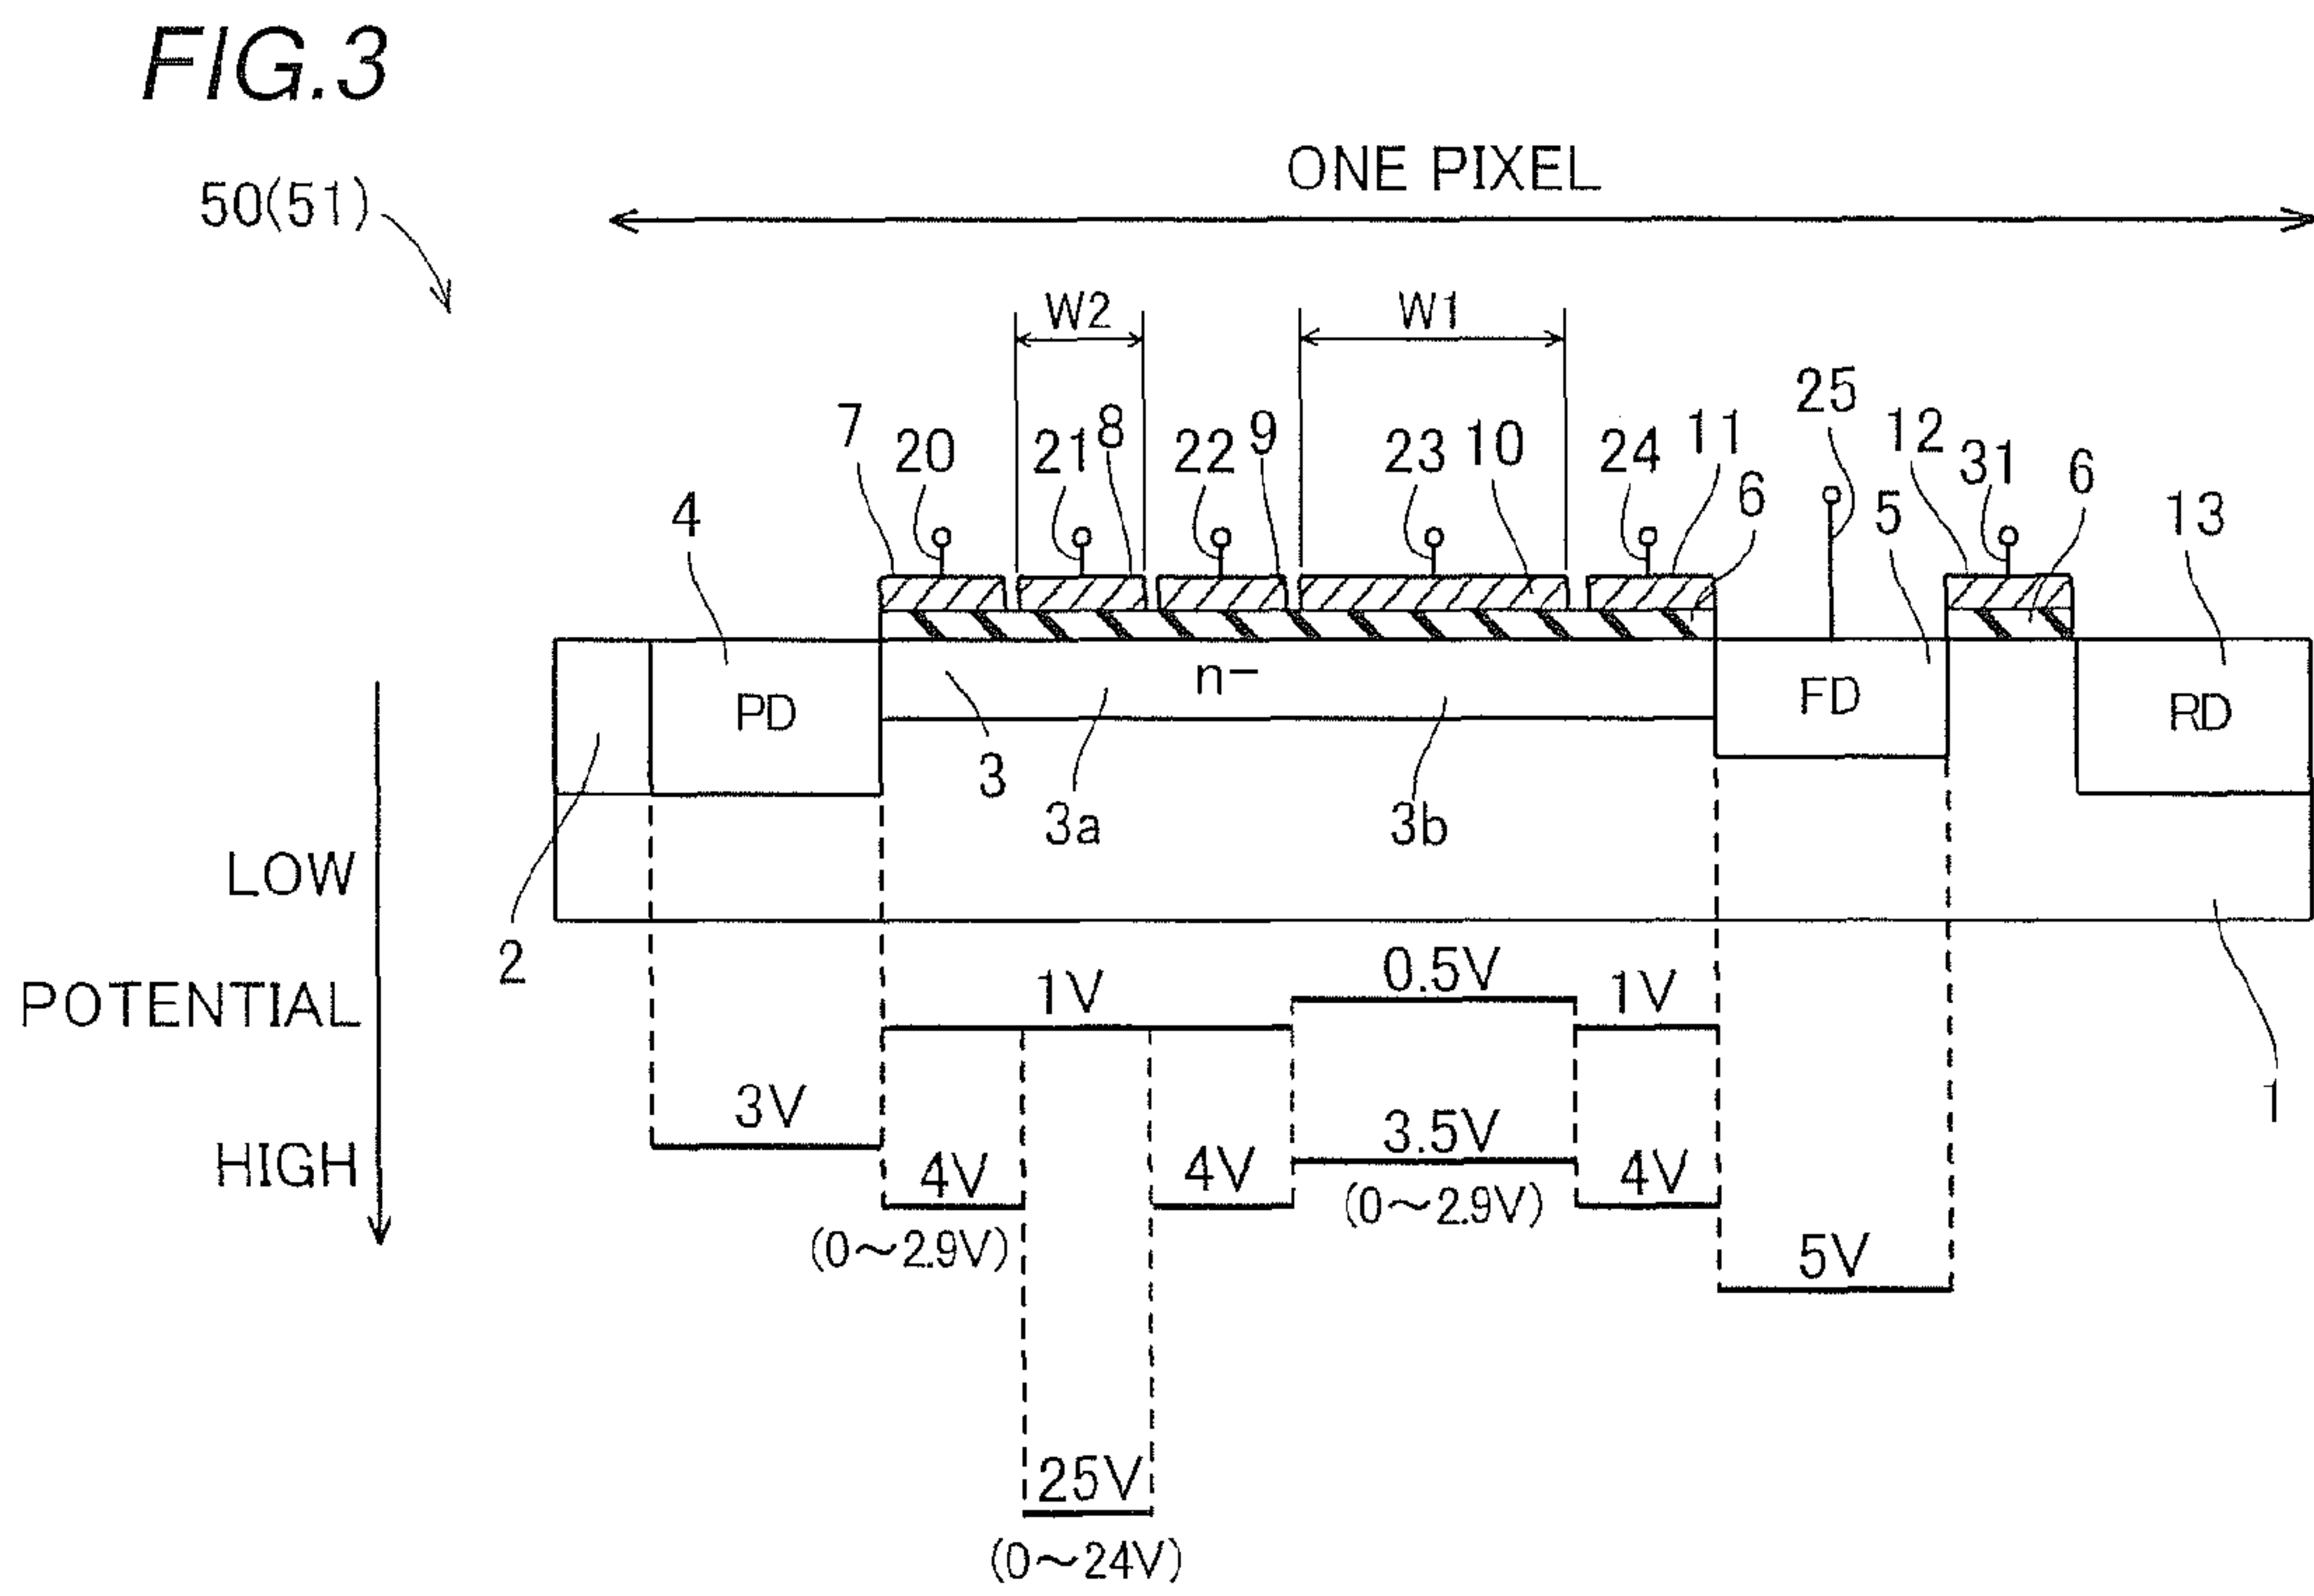 FIG.3
ONE PIXEL
50(51)
W2 W1
7 20 21 8 22 9 23 10 24 11 6 25 12 31 6
4 5 13
PD n- FD RD
3 3a 3b
2 1
LOW
POTENTIAL
HIGH
1V 0.5V 1V
3V 4V 4V 3.5V 4V
(0~2.9V) (0~2.9V)
5V
25V
(0~24V)